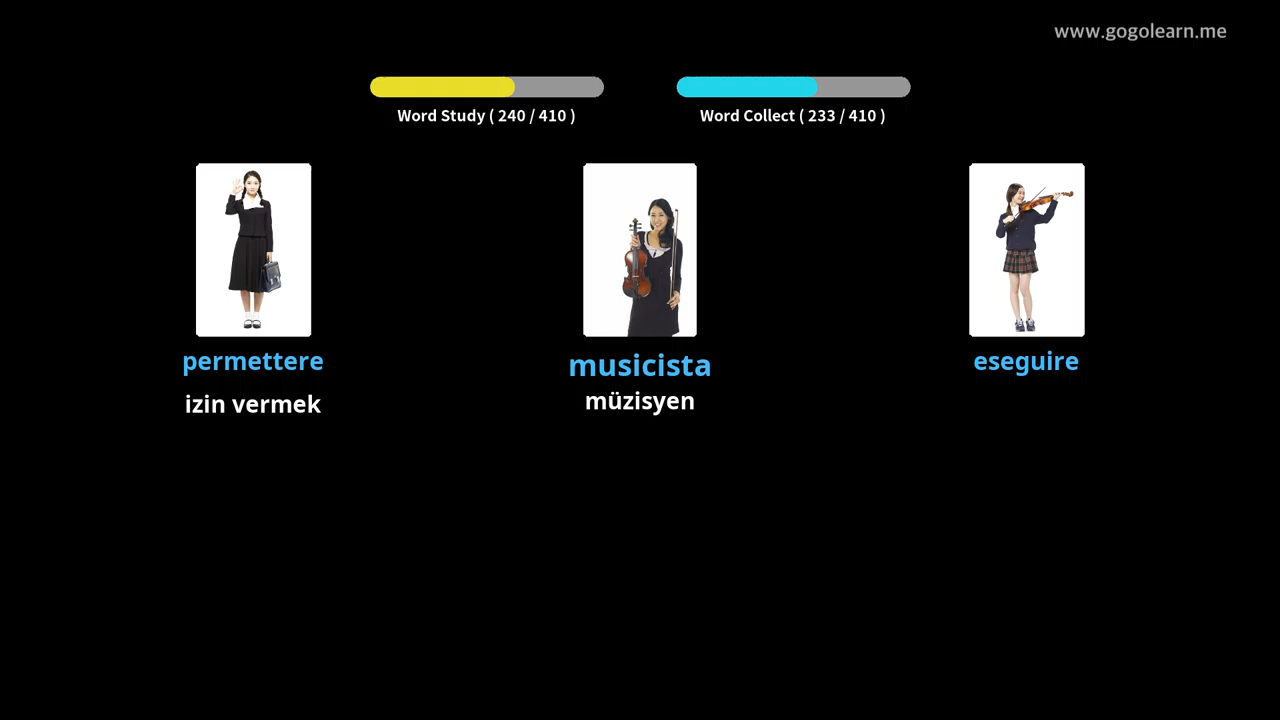 www.gogolearn.me
Word Study ( 240 / 410 )
Word Collect ( 233 / 410 )
permettere
izin vermek
musicista
müzisyen
eseguire